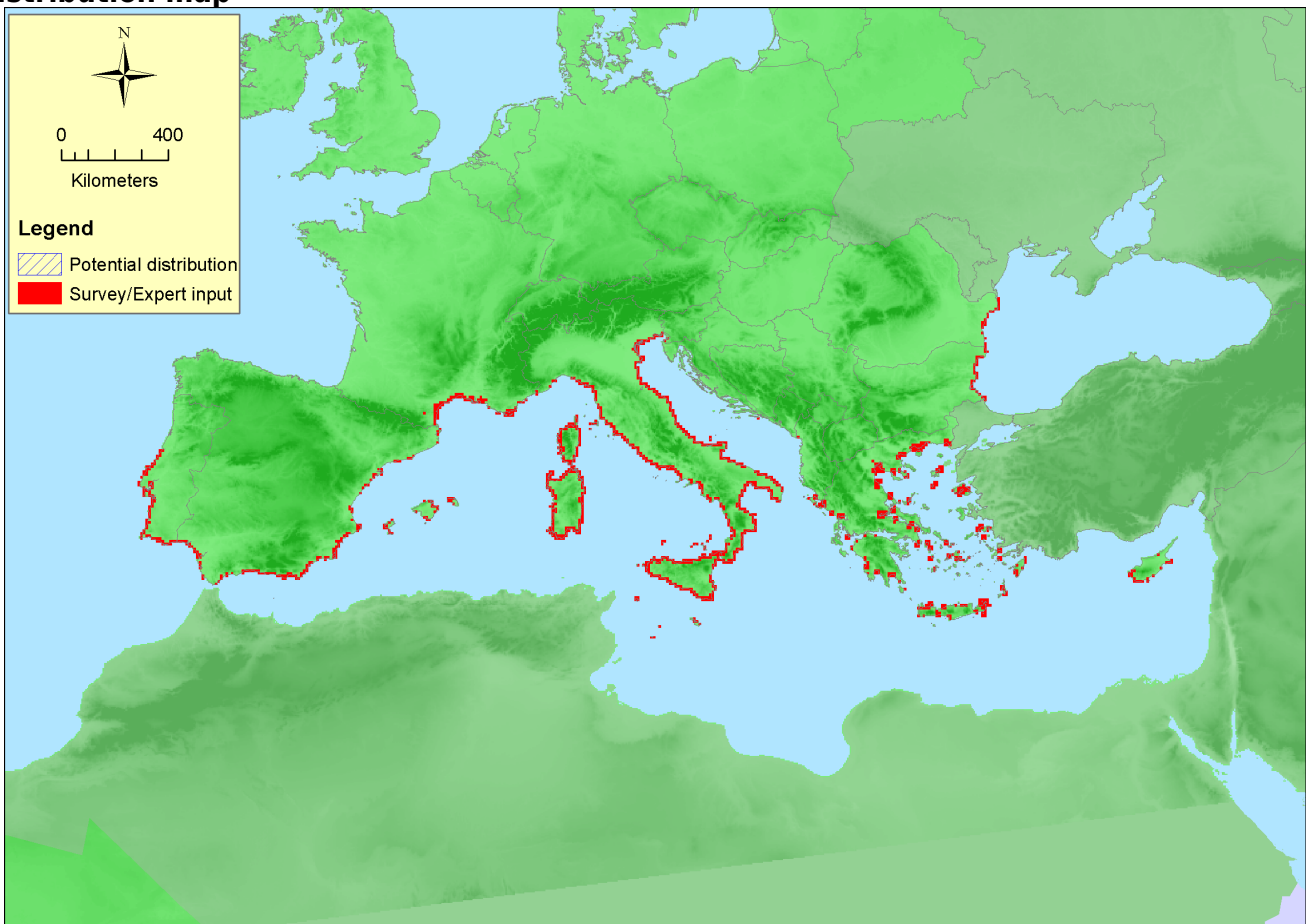 N
0 400
Kilometers
Legend
Potential distribution
Survey/Expert input